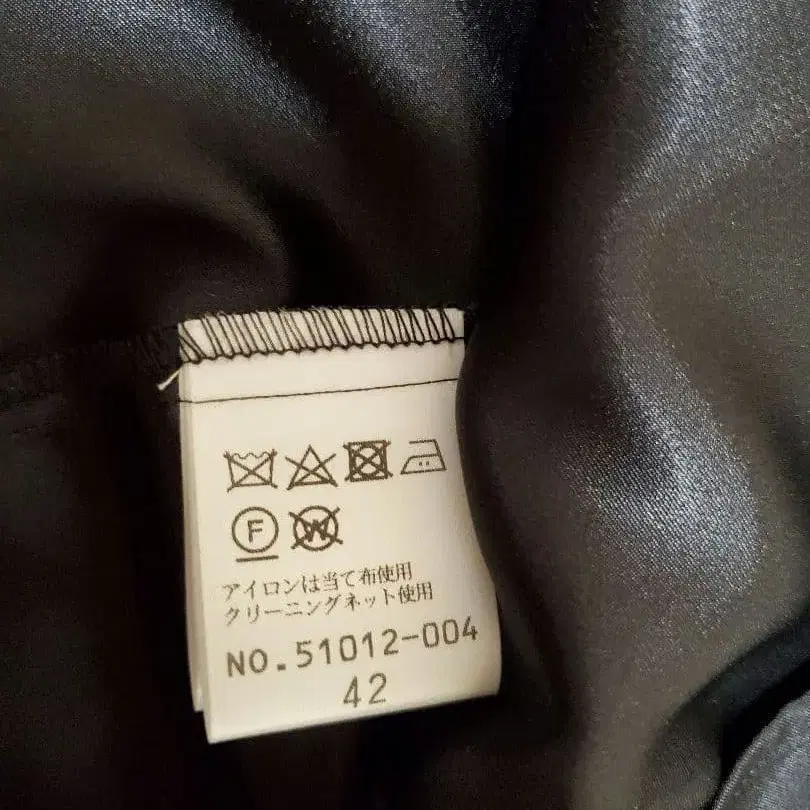 F
W
アイロンは当て布使用
クリーニングネット使用
NO.51012-004
42